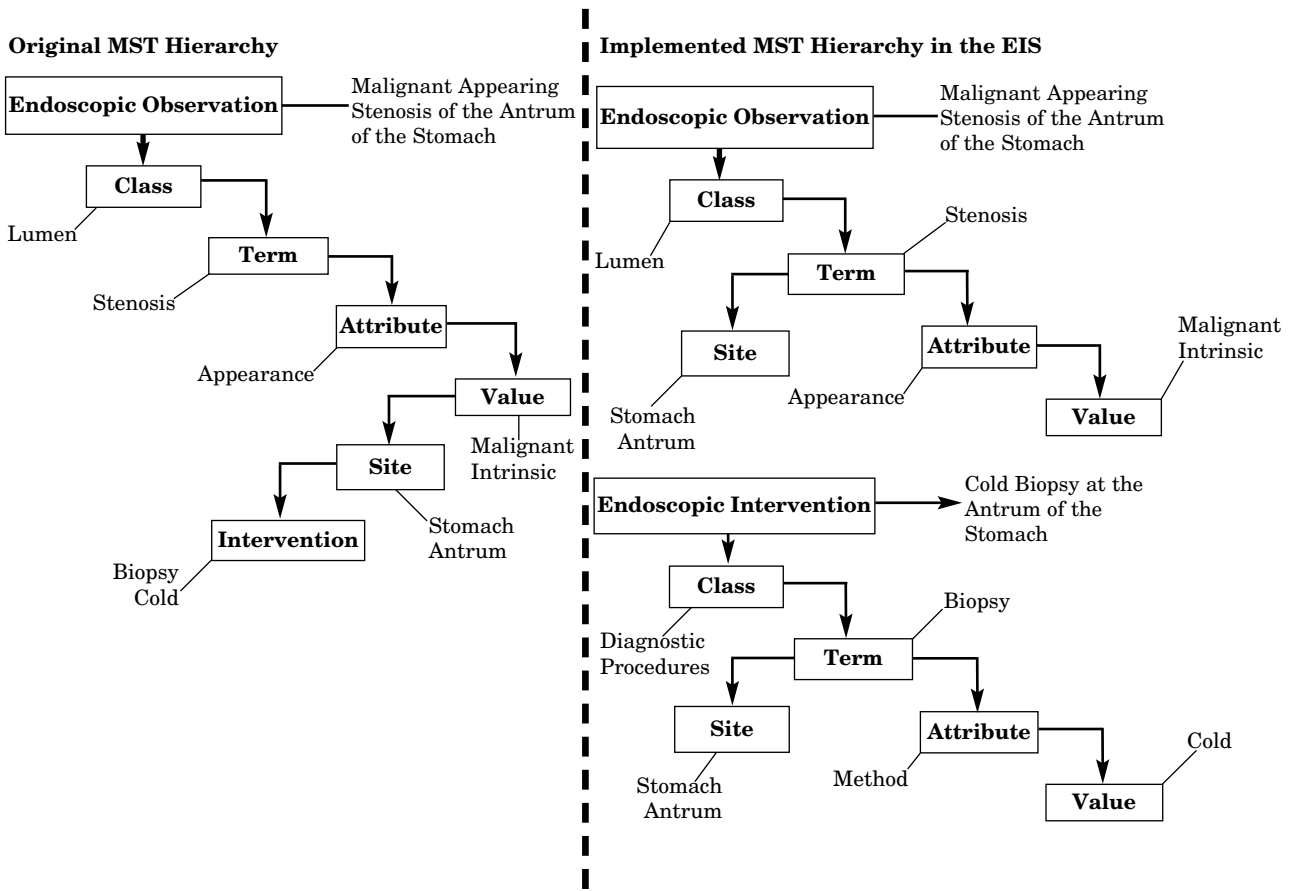 Original MST Hierarchy
Endoscopic Observation
Malignant Appearing
Stenosis of the Antrum
of the Stomach
Class
Lumen
Term
Stenosis
Attribute
Appearance
Value
Malignant
Intrinsic
Site
Stomach
Antrum
Intervention
Biopsy
Cold
Implemented MST Hierarchy in the EIS
Endoscopic Observation
Malignant Appearing
Stenosis of the Antrum
of the Stomach
Class
Lumen
Stenosis
Term
Site
Stomach
Antrum
Attribute
Appearance
Malignant
Intrinsic
Value
Endoscopic Intervention
Cold Biopsy at the
Antrum of the
Stomach
Class
Diagnostic
Procedures
Biopsy
Term
Site
Stomach
Antrum
Attribute
Method
Cold
Value